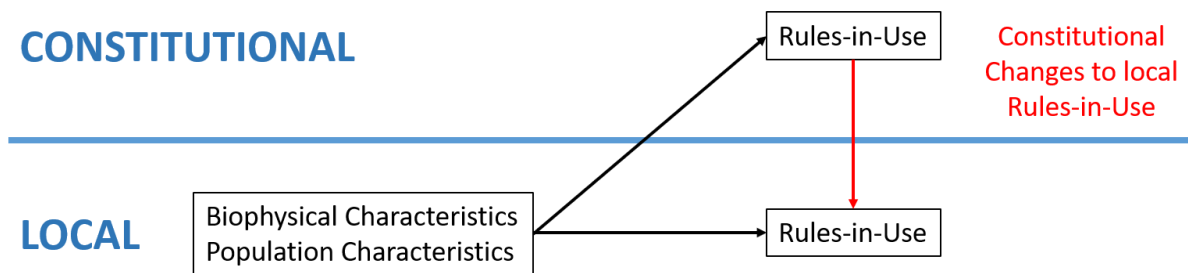 CONSTITUTIONAL
Rules-in-Use
Constitutional
Changes to local
Rules-in-Use
LOCAL
Biophysical Characteristics
Population Characteristics
Rules-in-Use